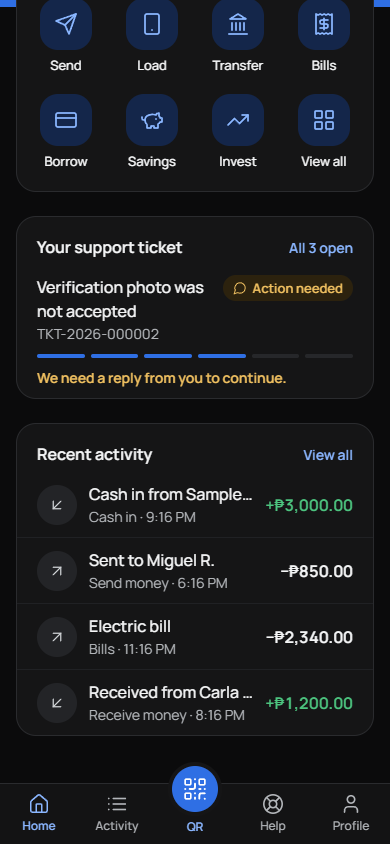 Send
Load
Transfer
Bills
Borrow
Savings
Invest
View all
Your support ticket
All 3 open
Verification photo was
not accepted
Action needed
TKT-2026-000002
We need a reply from you to continue.
Recent activity
View all
Cash in from Sample...
+₱3,000.00
Cash in · 9:16 PM
Sent to Miguel R.
−₱850.00
Send money · 6:16 PM
Electric bill
−₱2,340.00
Bills · 11:16 PM
Received from Carla ...
+₱1,200.00
Receive money · 8:16 PM
Home
Activity
QR
Help
Profile